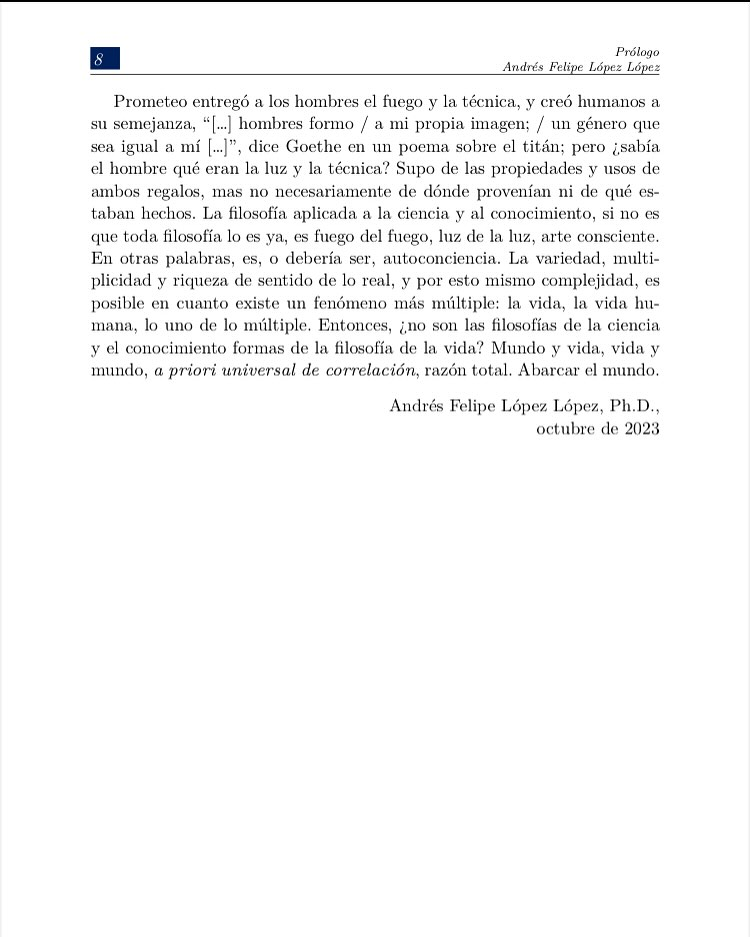 8
Prólogo
Andrés Felipe López López
Prometeo entregó a los hombres el fuego y la técnica, y creó humanos a
su semejanza, “[...] hombres formo / a mi propia imagen; / un género que
sea igual a mí [...]”, dice Goethe en un poema sobre el titán; pero ¿sabía
el hombre qué eran la luz y la técnica? Supo de las propiedades y usos de
ambos regalos, mas no necesariamente de dónde provenían ni de qué es-
taban hechos. La filosofía aplicada a la ciencia y al conocimiento, si no es
que toda filosofía lo es ya, es fuego del fuego, luz de la luz, arte consciente.
En otras palabras, es, o debería ser, autoconciencia. La variedad, multi-
plicidad y riqueza de sentido de lo real, y por esto mismo complejidad, es
posible en cuanto existe un fenómeno más múltiple: la vida, la vida hu-
mana, lo uno de lo múltiple. Entonces, ¿no son las filosofías de la ciencia
y el conocimiento formas de la filosofía de la vida? Mundo y vida, vida y
mundo, a priori universal de correlación, razón total. Abarcar el mundo.
Andrés Felipe López López, Ph.D.,
octubre de 2023